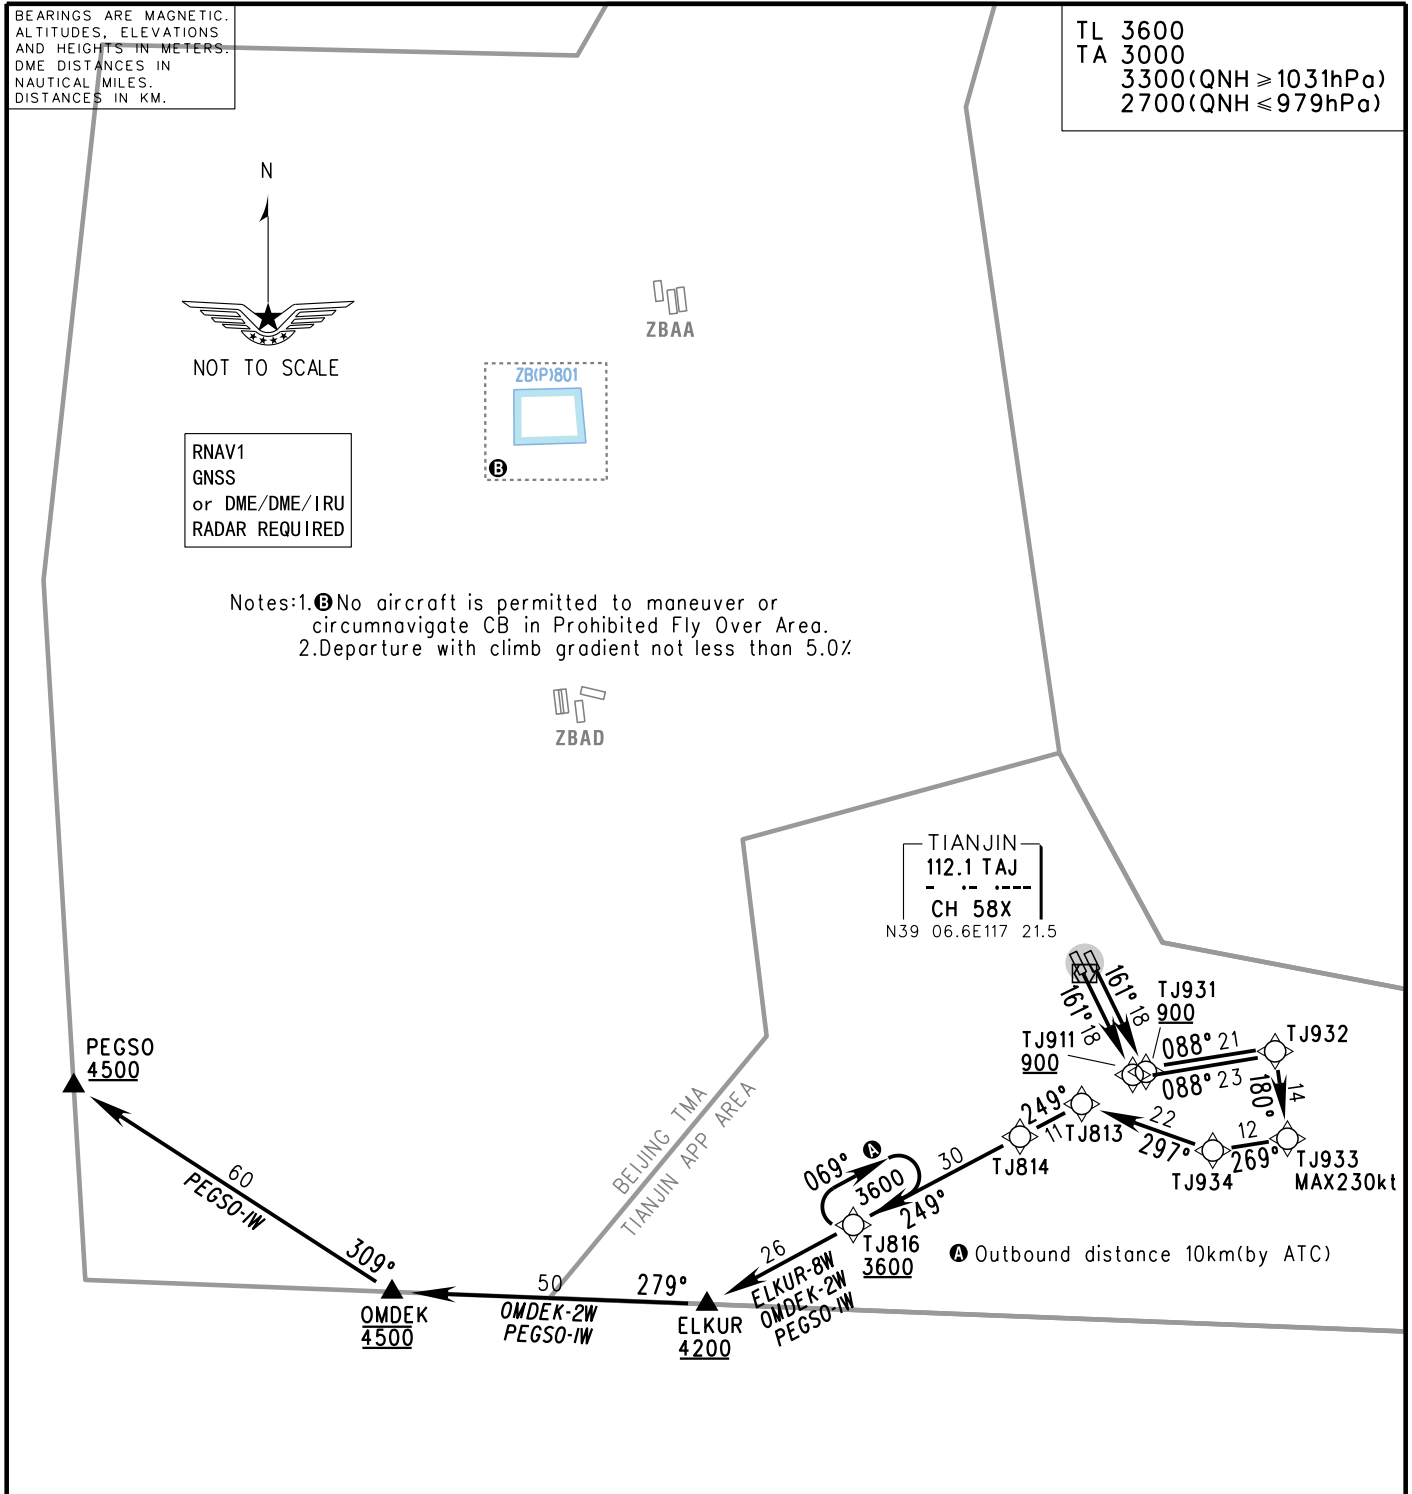 BEARINGS ARE MAGNETIC.
ALTITUDES, ELEVATIONS
AND HEIGHTS IN METERS.
DME DISTANCES IN
NAUTICAL MILES.
DISTANCES IN KM.
TL 3600
TA 3000
3300(QNH≥1031hPa)
2700(QNH≤979hPa)
N
NOT TO SCALE
ZBAA
ZB(P)801
B
RNAV1
GNSS
or DME/DME/IRU
RADAR REQUIRED
Notes:1.B No aircraft is permitted to maneuver or
circumnavigate CB in Prohibited Fly Over Area.
2.Departure with climb gradient not less than 5.0%
ZBAD
TIANJIN
112.1 TAJ
- ·- ·---
CH 58X
N39 06.6E117 21.5
161° 18
161° 18
TJ931
900
TJ911
900
088° 21
088° 23
TJ932
180°
14
TJ933
MAX230kt
12
269°
TJ934
22
297°
TJ813
249°
11
TJ814
30
249°
069°
A
3600
TJ816
3600
A Outbound distance 10km(by ATC)
BEIJING TMA
TIANJIN APP AREA
26
ELKUR-8W
OMDEK-2W
PEGSO-1W
ELKUR
4200
279°
50
OMDEK-2W
PEGSO-1W
OMDEK
4500
309°
60
PEGSO-1W
PEGSO
4500